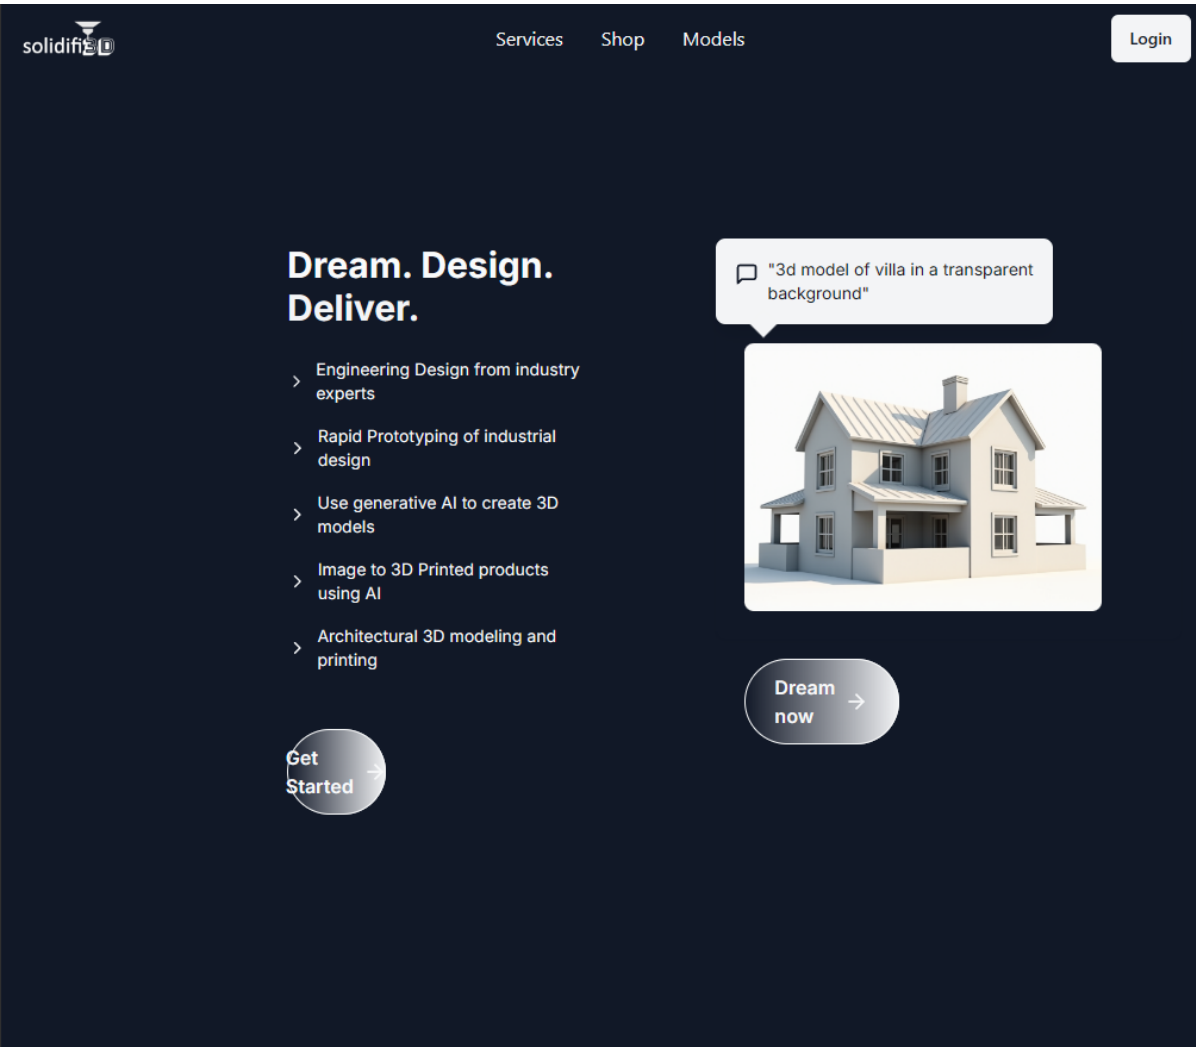 solidifi3D
Services
Shop
Models
Login
Dream. Design.
Deliver.
Engineering Design from industry
experts
Rapid Prototyping of industrial
design
Use generative AI to create 3D
models
Image to 3D Printed products
using AI
Architectural 3D modeling and
printing
Get
Started
"3d model of villa in a transparent
background"
Dream
now